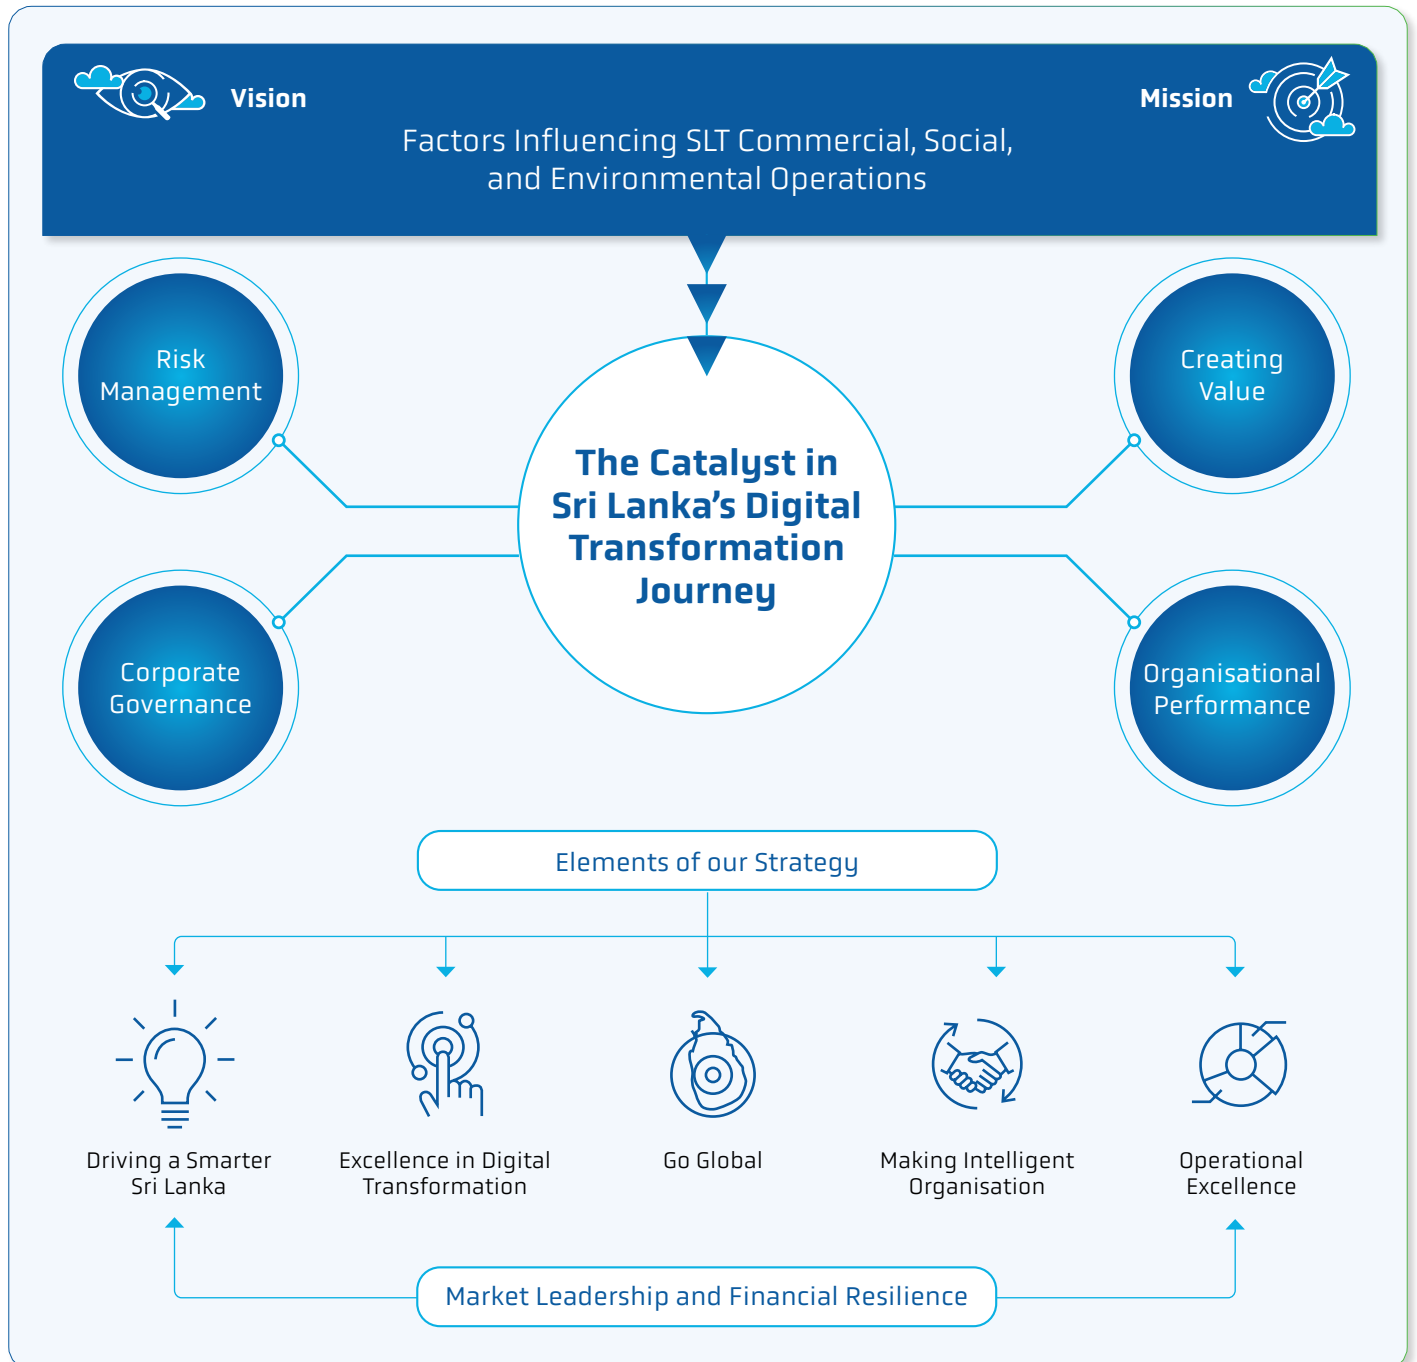 Vision
Mission
Factors Influencing SLT Commercial, Social,
and Environmental Operations
Risk
Management
Creating
Value
The Catalyst in
Sri Lanka’s Digital
Transformation
Journey
Corporate
Governance
Organisational
Performance
Elements of our Strategy
Driving a Smarter
Sri Lanka
Excellence in Digital
Transformation
Go Global
Making Intelligent
Organisation
Operational
Excellence
Market Leadership and Financial Resilience